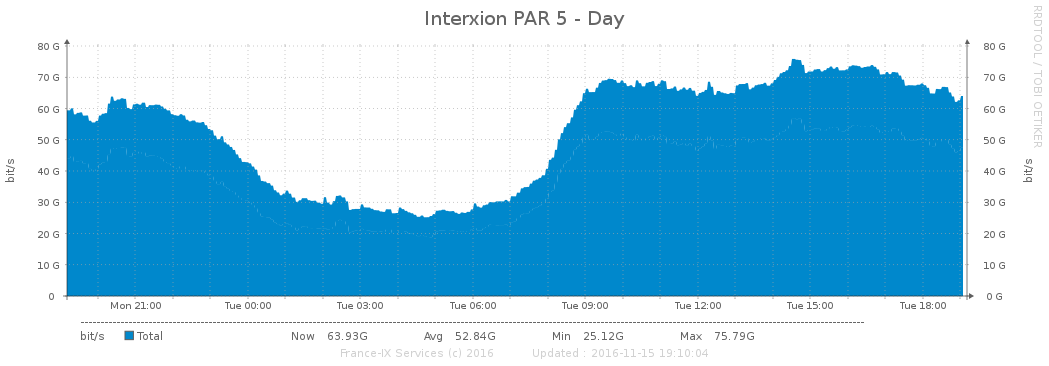 Interxion PAR 5 - Day
RRDTOOL / TOBI OETIKER
80 G 80 G
70 G 70 G
60 G 60 G
50 G 50 G
40 G 40 G
30 G 30 G
20 G 20 G
10 G 10 G
0 0 G
bit/s bit/s
Mon 21:00 Tue 00:00 Tue 03:00 Tue 06:00 Tue 09:00 Tue 12:00 Tue 15:00 Tue 18:00
bit/s Total Now 63.93G Avg 52.84G Min 25.12G Max 75.79G
France-IX Services (c) 2016 Updated : 2016-11-15 19:10:04